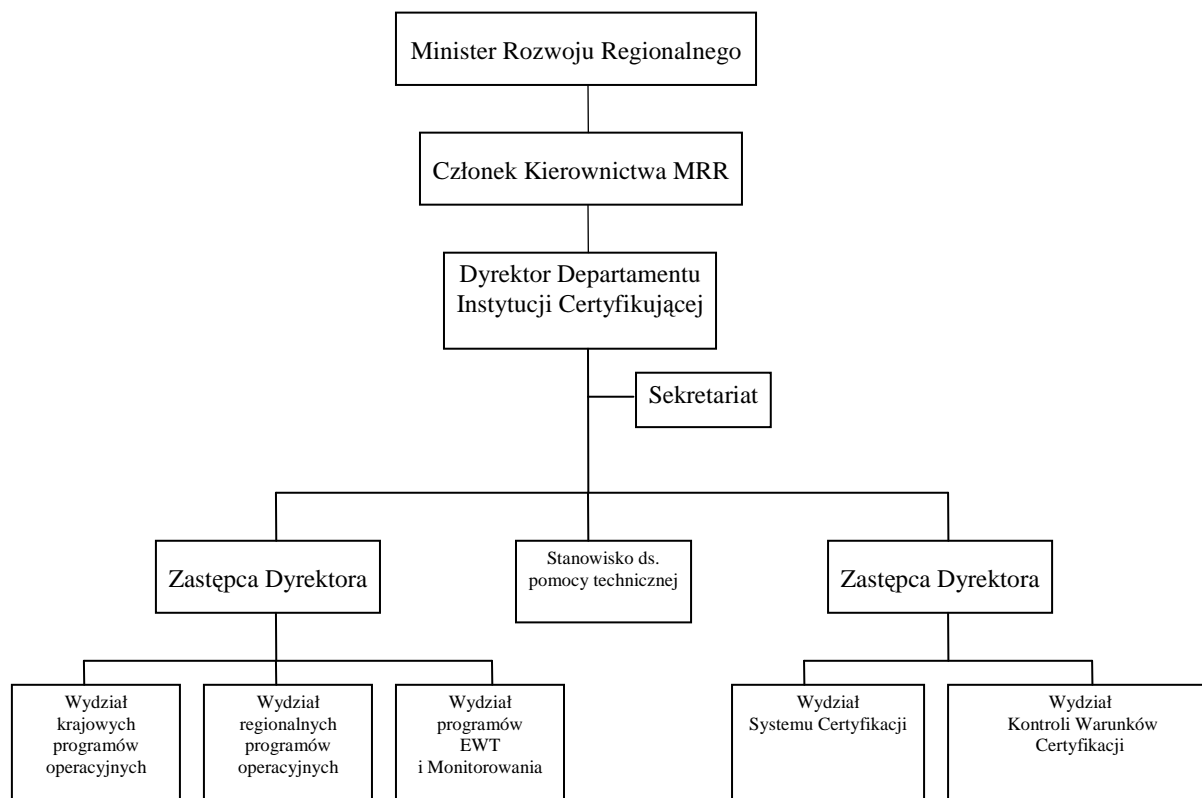 Minister Rozwoju Regionalnego
Członek Kierownictwa MRR
Dyrektor Departamentu
Instytucji Certyfikującej
Sekretariat
Zastępca Dyrektora
Stanowisko ds.
pomocy technicznej
Zastępca Dyrektora
Wydział
krajowych
programów
operacyjnych
Wydział
regionalnych
programów
operacyjnych
Wydział
programów
EWT
i Monitorowania
Wydział
Systemu Certyfikacji
Wydział
Kontroli Warunków
Certyfikacji